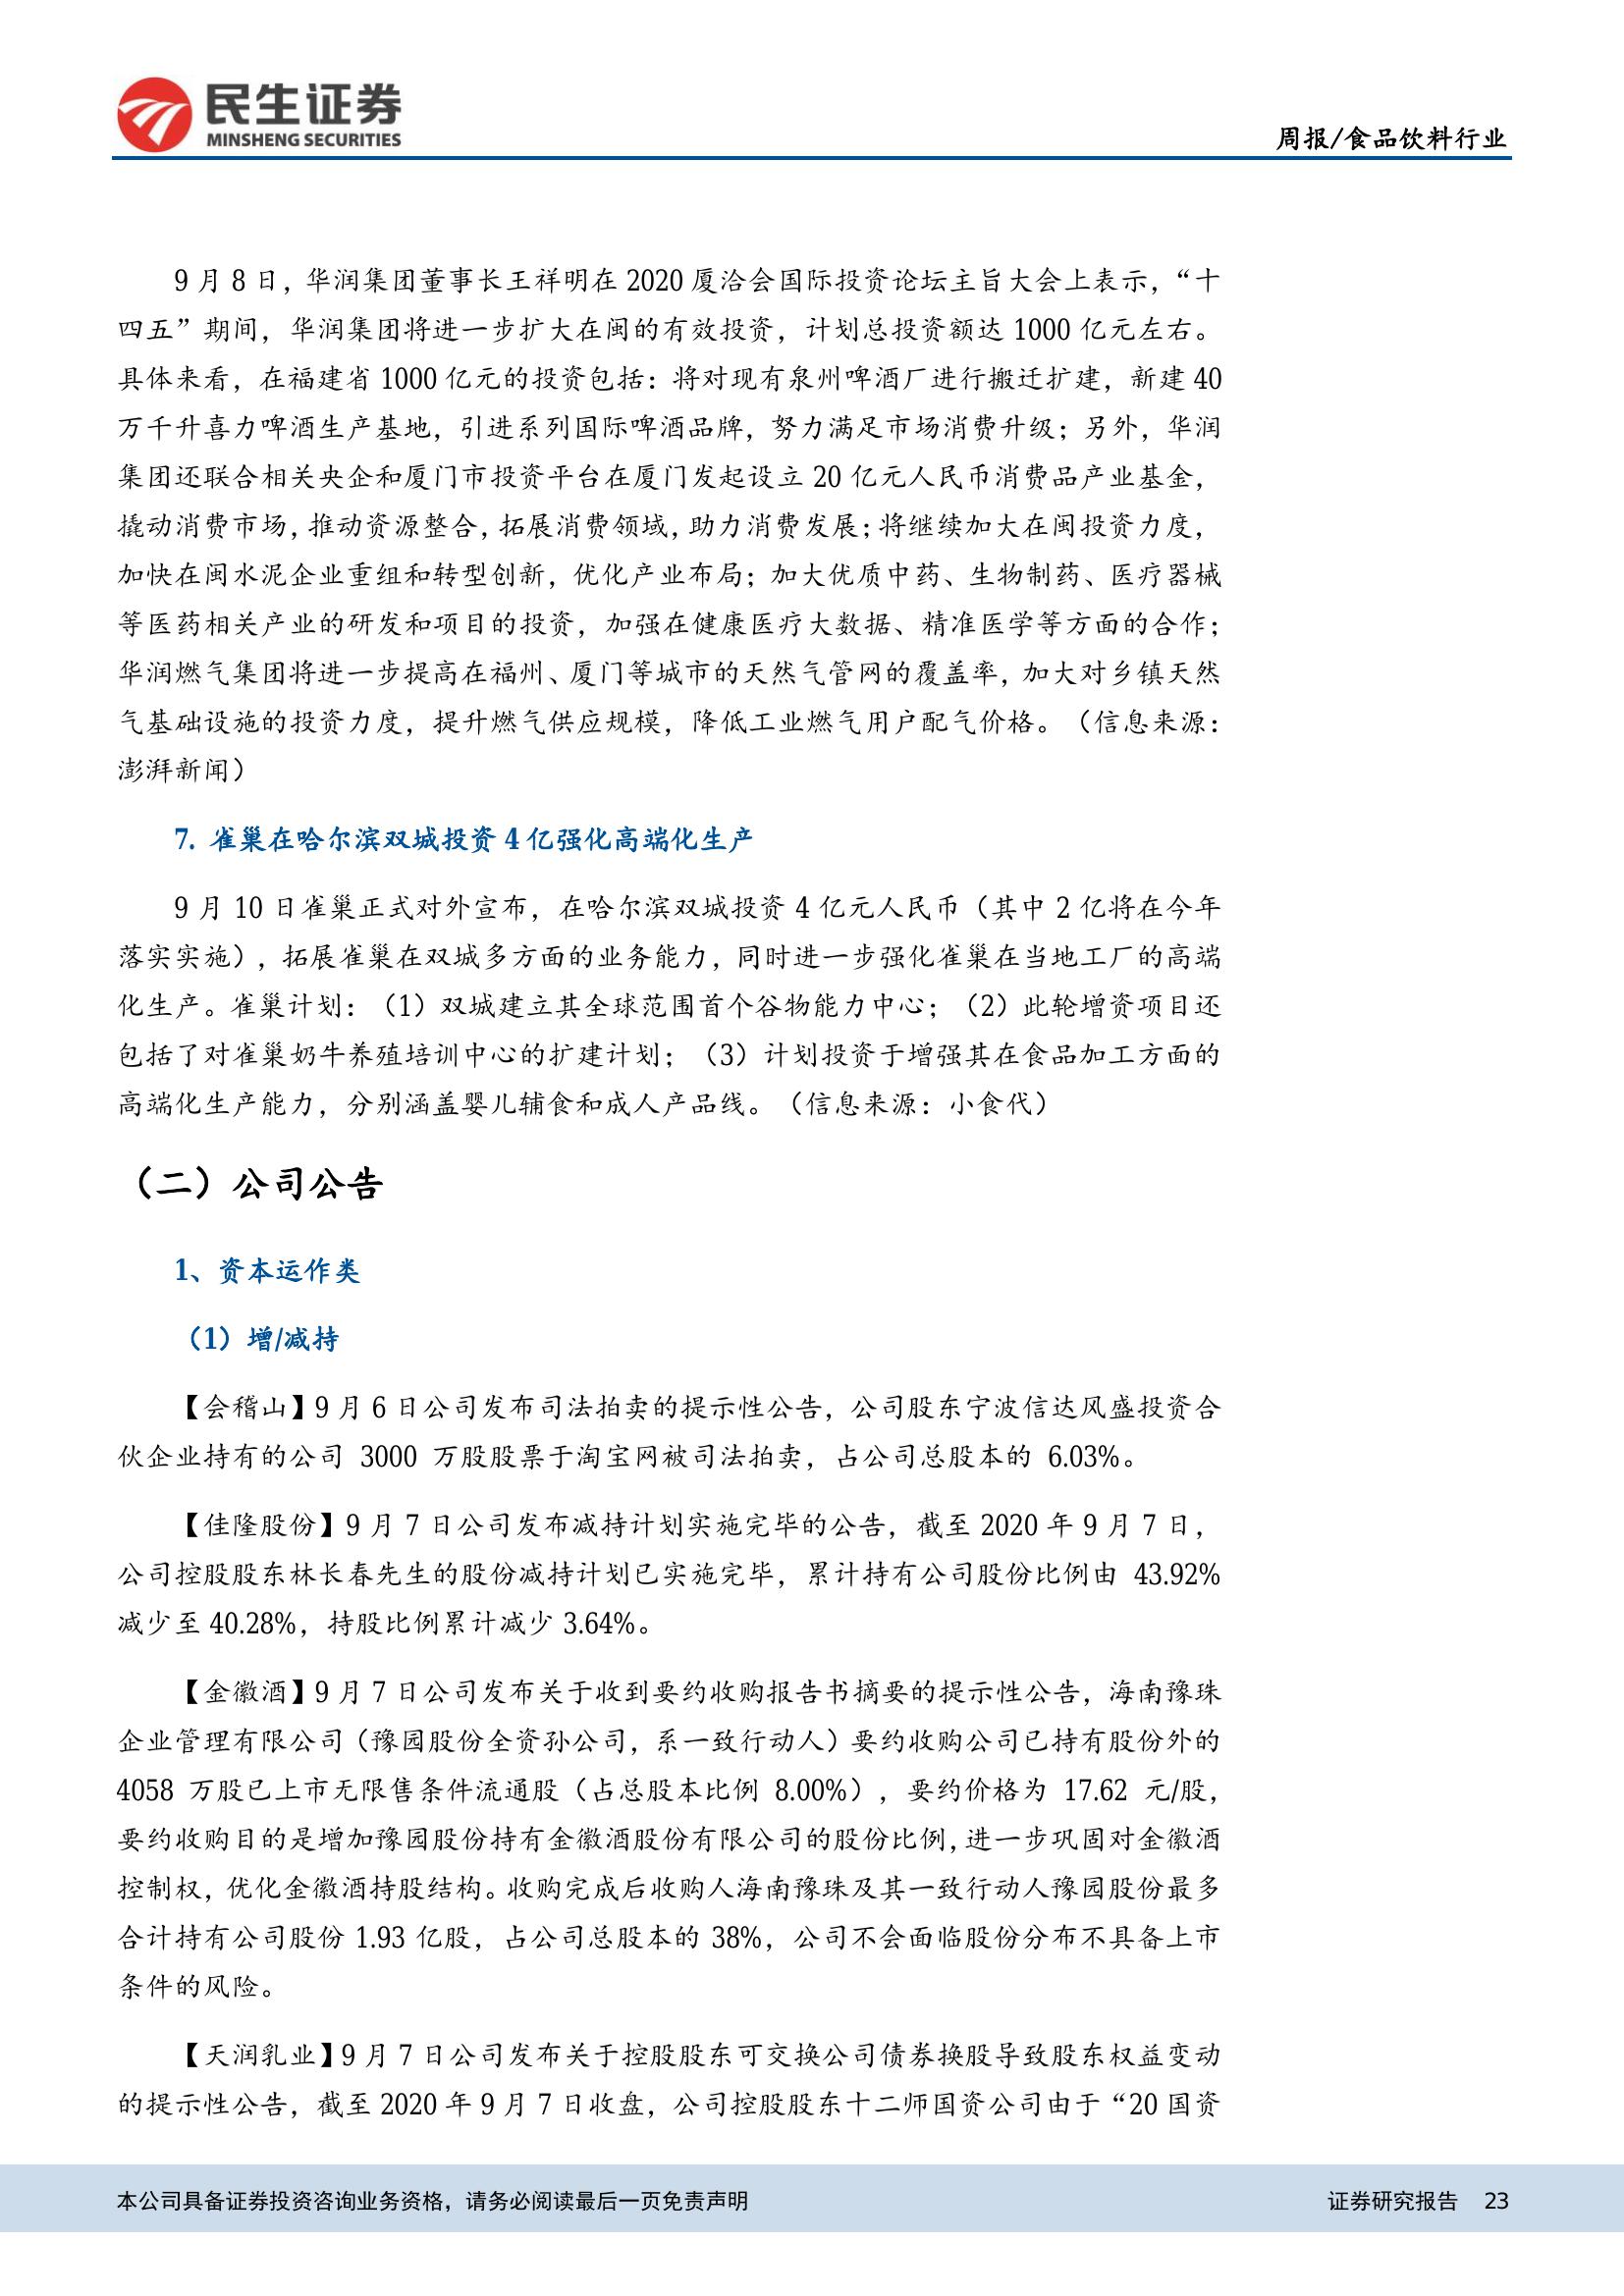 民生证券
MINSHENG SECURITIES
周报/食品饮料行业
9 月 8 日，华润集团董事长王祥明在 2020 厦洽会国际投资论坛主旨大会上表示，“十
四五”期间，华润集团将进一步扩大在闽的有效投资，计划总投资额达 1000 亿元左右。
具体来看，在福建省 1000 亿元的投资包括：将对现有泉州啤酒厂进行搬迁扩建，新建 40
万千升喜力啤酒生产基地，引进系列国际啤酒品牌，努力满足市场消费升级；另外，华润
集团还联合相关央企和厦门市投资平台在厦门发起设立 20 亿元人民币消费品产业基金，
撬动消费市场，推动资源整合，拓展消费领域，助力消费发展；将继续加大在闽投资力度，
加快在闽水泥企业重组和转型创新，优化产业布局；加大优质中药、生物制药、医疗器械
等医药相关产业的研发和项目的投资，加强在健康医疗大数据、精准医学等方面的合作；
华润燃气集团将进一步提高在福州、厦门等城市的天然气管网的覆盖率，加大对乡镇天然
气基础设施的投资力度，提升燃气供应规模，降低工业燃气用户配气价格。（信息来源：
澎湃新闻）
7. 雀巢在哈尔滨双城投资 4 亿强化高端化生产
9 月 10 日雀巢正式对外宣布，在哈尔滨双城投资 4 亿元人民币（其中 2 亿将在今年
落实实施），拓展雀巢在双城多方面的业务能力，同时进一步强化雀巢在当地工厂的高端
化生产。雀巢计划：（1）双城建立其全球范围首个谷物能力中心；（2）此轮增资项目还
包括了对雀巢奶牛养殖培训中心的扩建计划；（3）计划投资于增强其在食品加工方面的
高端化生产能力，分别涵盖婴儿辅食和成人产品线。（信息来源：小食代）
（二）公司公告
1、资本运作类
（1）增/减持
【会稽山】9 月 6 日公司发布司法拍卖的提示性公告，公司股东宁波信达风盛投资合
伙企业持有的公司 3000 万股股票于淘宝网被司法拍卖，占公司总股本的 6.03%。
【佳隆股份】9 月 7 日公司发布减持计划实施完毕的公告，截至 2020 年 9 月 7 日，
公司控股股东林长春先生的股份减持计划已实施完毕，累计持有公司股份比例由 43.92%
减少至 40.28%，持股比例累计减少 3.64%。
【金徽酒】9 月 7 日公司发布关于收到要约收购报告书摘要的提示性公告，海南豫珠
企业管理有限公司（豫园股份全资孙公司，系一致行动人）要约收购公司已持有股份外的
4058 万股已上市无限售条件流通股（占总股本比例 8.00%），要约价格为 17.62 元/股，
要约收购目的是增加豫园股份持有金徽酒股份有限公司的股份比例，进一步巩固对金徽酒
控制权，优化金徽酒持股结构。收购完成后收购人海南豫珠及其一致行动人豫园股份最多
合计持有公司股份 1.93 亿股，占公司总股本的 38%，公司不会面临股份分布不具备上市
条件的风险。
【天润乳业】9 月 7 日公司发布关于控股股东可交换公司债券换股导致股东权益变动
的提示性公告，截至 2020 年 9 月 7 日收盘，公司控股股东十二师国资公司由于“20 国资
本公司具备证券投资咨询业务资格，请务必阅读最后一页免责声明
证券研究报告 23